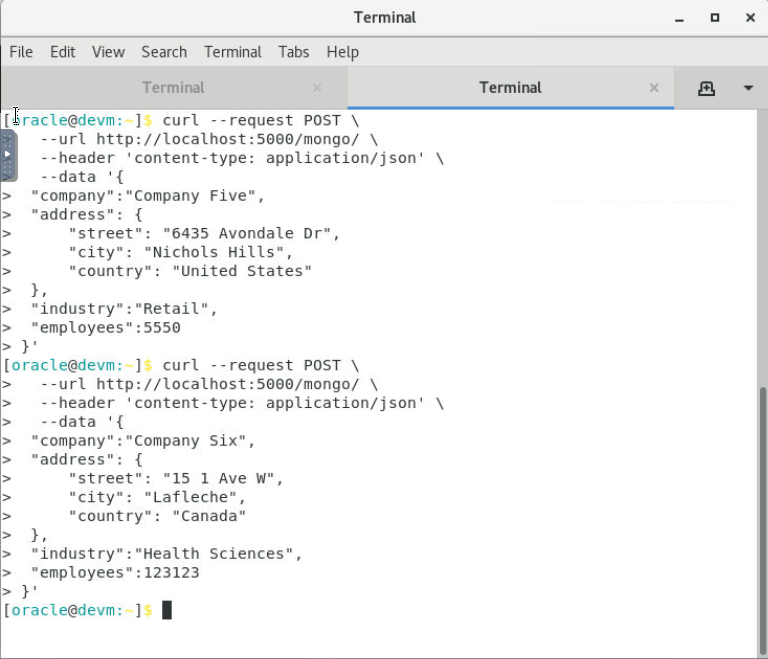 Terminal
File Edit View Search Terminal Tabs Help
Terminal
Terminal
[oracle@devm:~]$ curl --request POST \
--url http://localhost:5000/mongo/ \
--header 'content-type: application/json' \
> --data '{
> "company":"Company Five",
> "address": {
> "street": "6435 Avondale Dr",
> "city": "Nichols Hills",
> "country": "United States"
> },
> "industry":"Retail",
> "employees":5550
> }'
[oracle@devm:~]$ curl --request POST \
> --url http://localhost:5000/mongo/ \
> --header 'content-type: application/json' \
> --data '{
> "company":"Company Six",
> "address": {
> "street": "15 1 Ave W",
> "city": "Lafleche",
> "country": "Canada"
> },
> "industry":"Health Sciences",
> "employees":123123
> }'
[oracle@devm:~]$